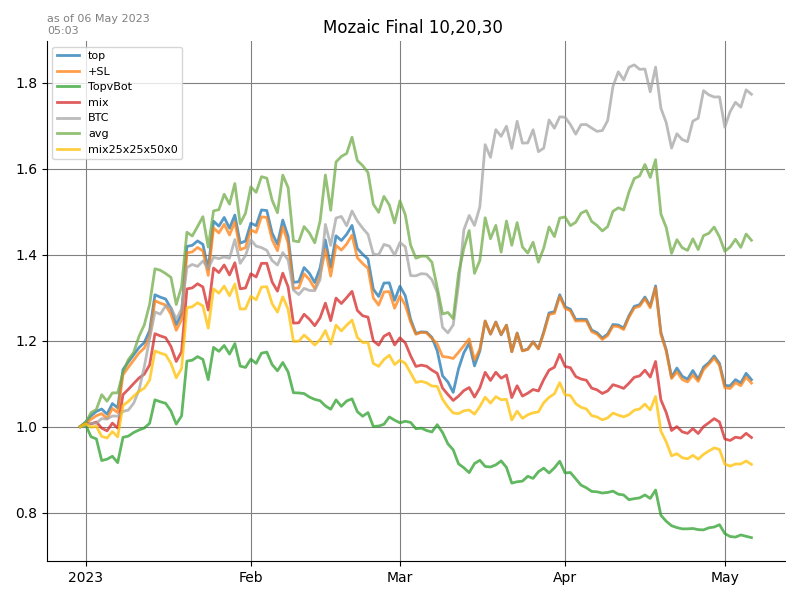 as of 06 May 2023
05:03
Mozaic Final 10,20,30
top
+SL
TopvBot
mix
BTC
avg
mix25x25x50x0
1.8
1.6
1.4
1.2
1.0
0.8
2023 Feb Mar Apr May